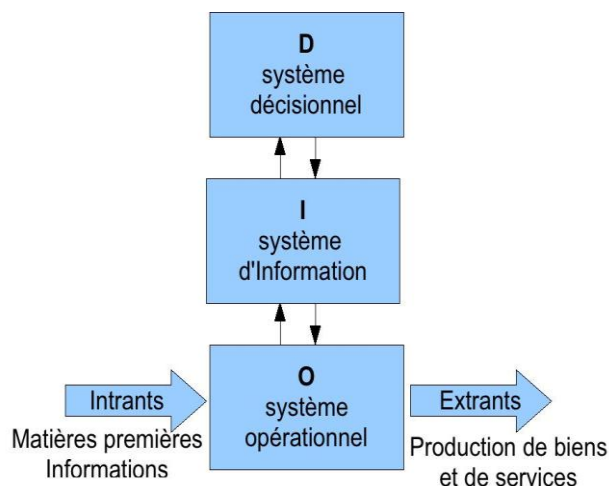 D
système
décisionnel
I
système
d'Information
O
système
opérationnel
Intrants
Matières premières
Informations
Extrants
Production de biens
et de services